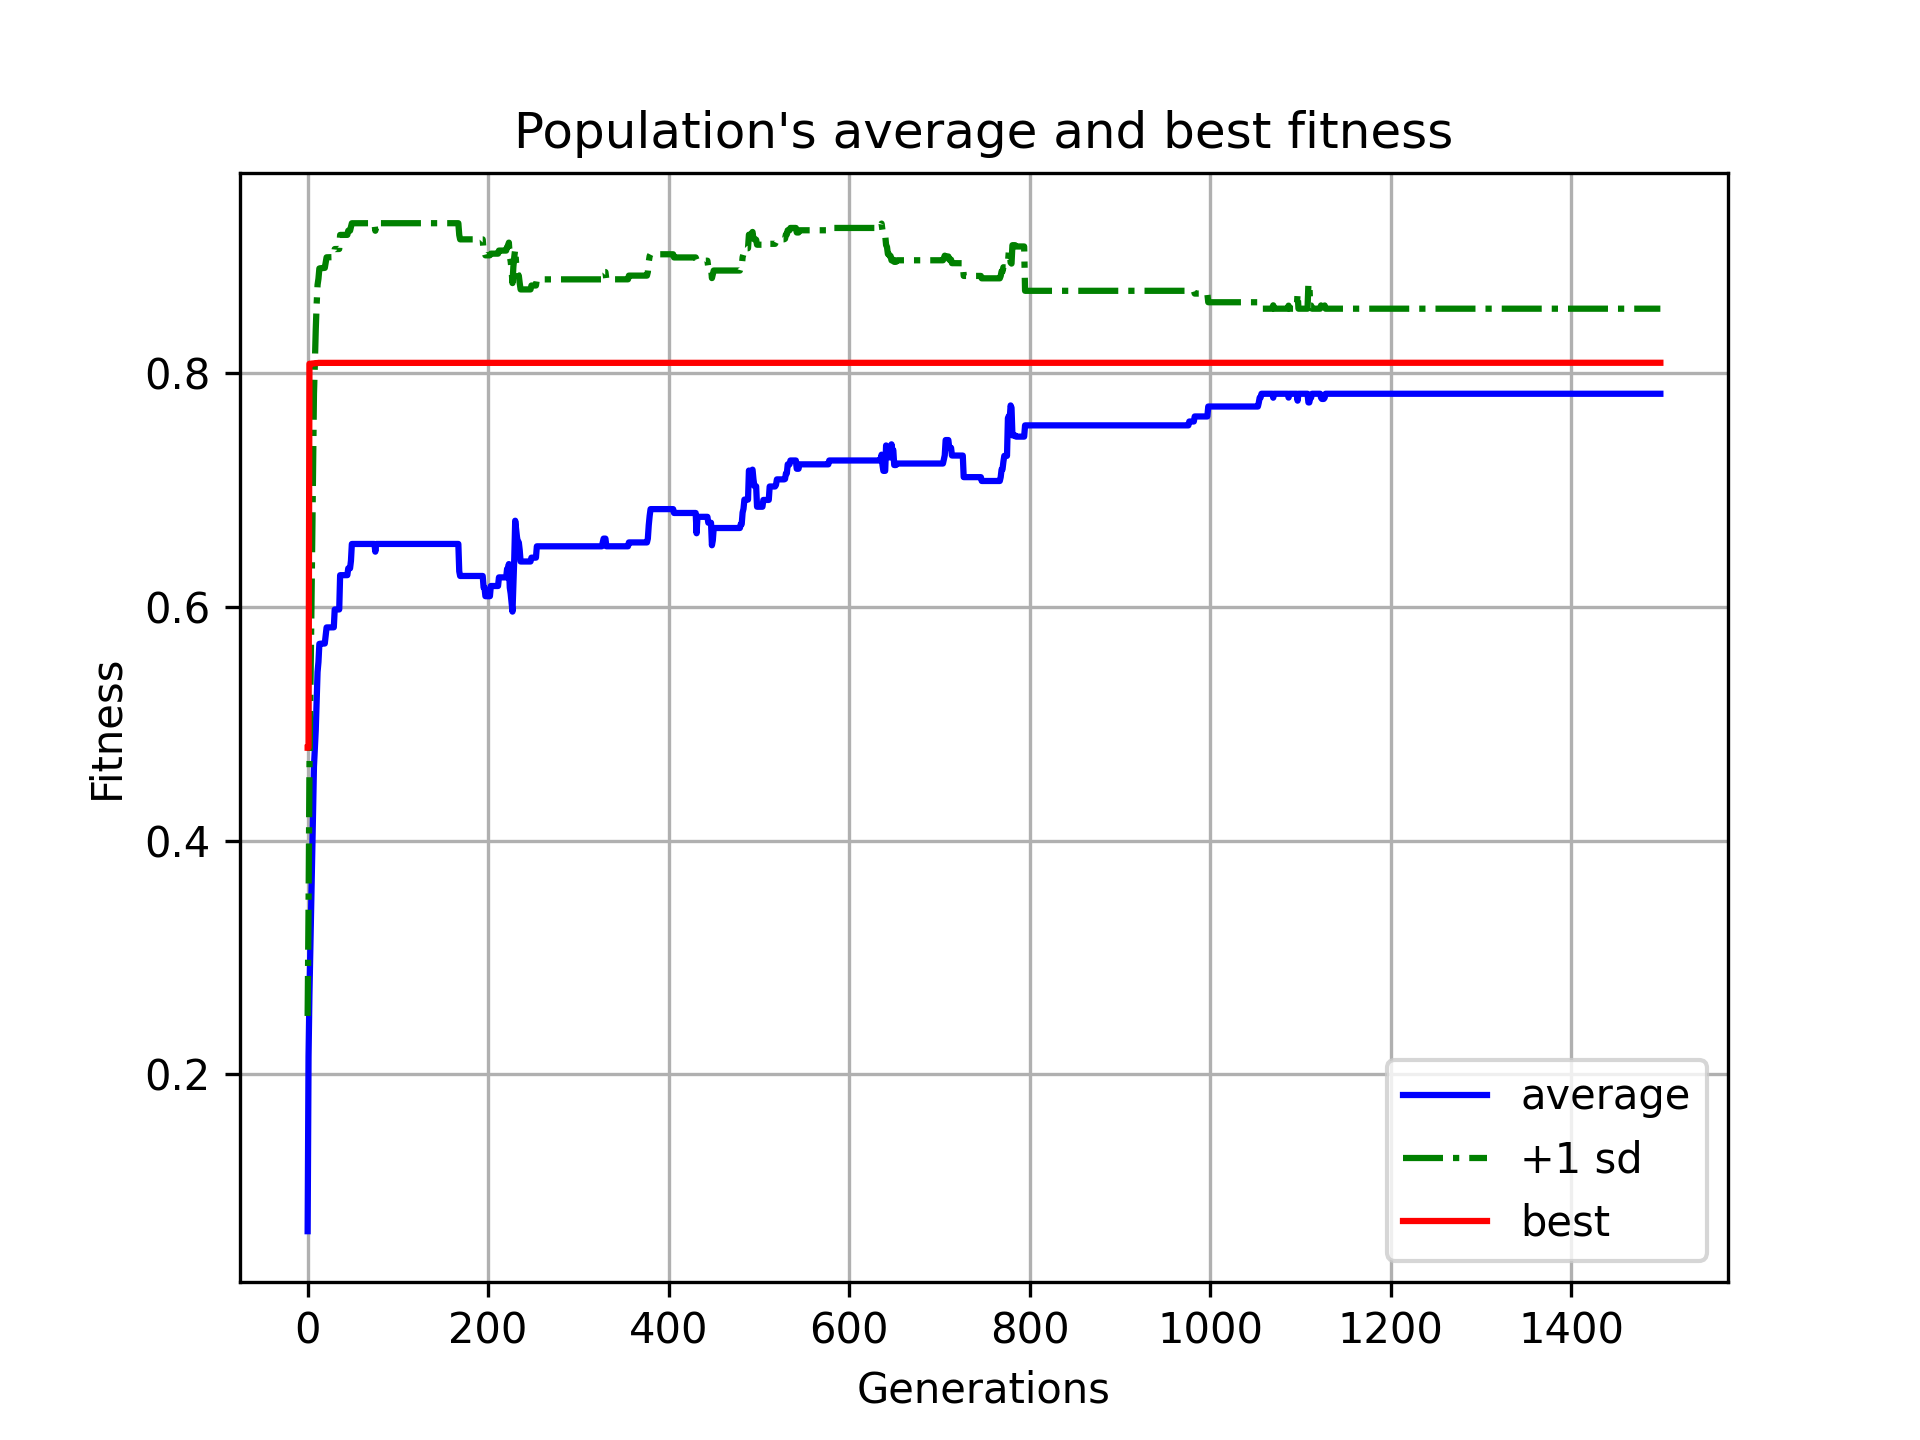 Population's average and best fitness
Fitness
0.8
0.6
0.4
0.2
0 200 400 600 800 1000 1200 1400
Generations
average
+1 sd
best